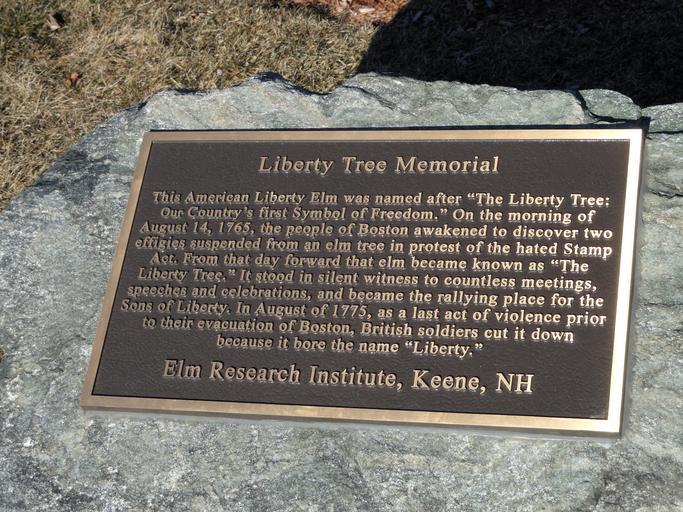 Liberty Tree Memorial
This American Liberty Elm was named after “The Liberty Tree:
Our Country’s first Symbol of Freedom.” On the morning of
August 14, 1765, the people of Boston awakened to discover two
effigies suspended from an elm tree in protest of the hated Stamp
Act. From that day forward that elm became known as “The
Liberty Tree.” It stood in silent witness to countless meetings,
speeches and celebrations, and became the rallying place for the
Sons of Liberty. In August of 1775, as a last act of violence prior
to their evacuation of Boston, British soldiers cut it down
because it bore the name “Liberty.”
Elm Research Institute, Keene, NH